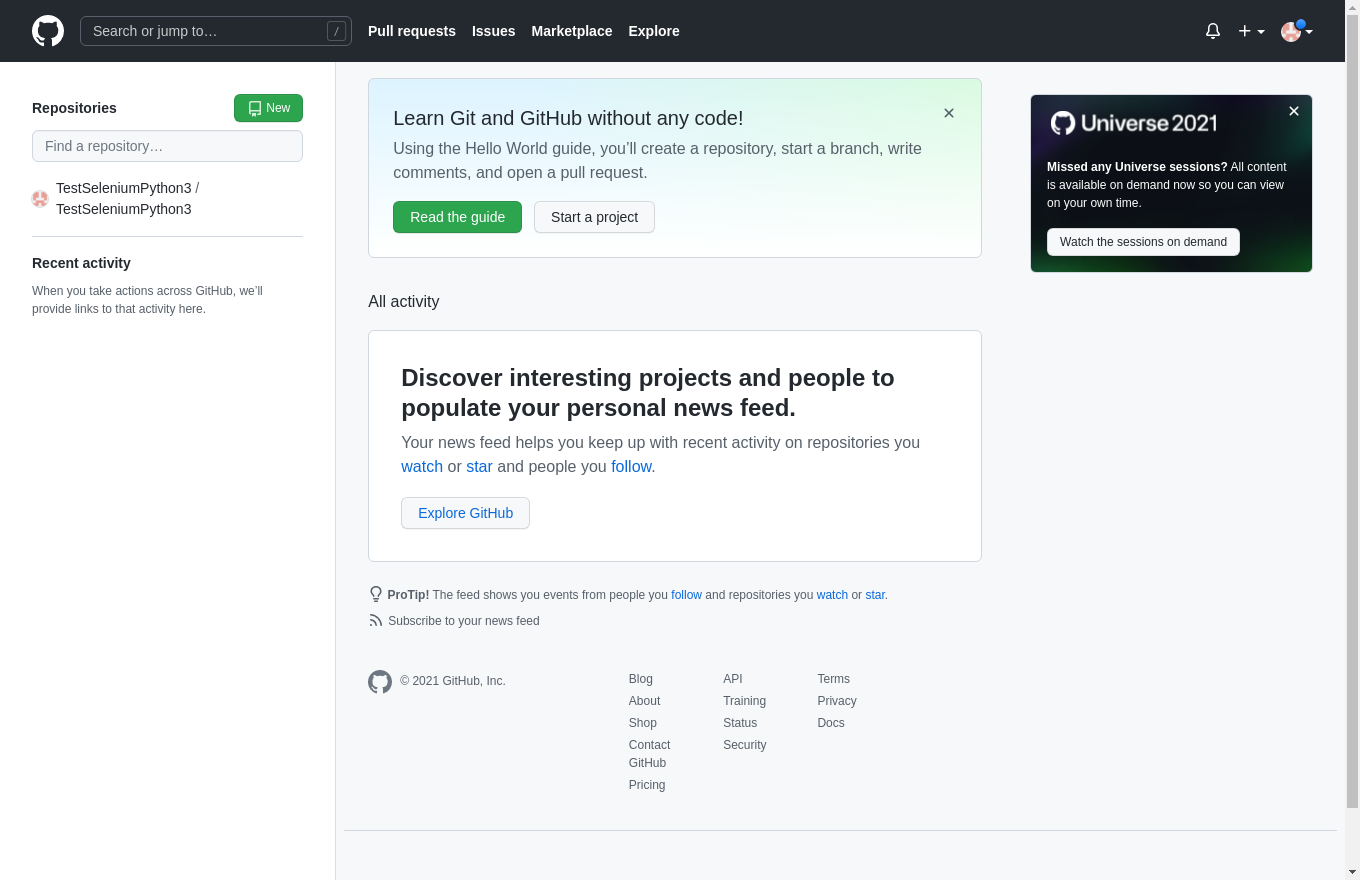 Search or jump to…
/
Pull requests
Issues
Marketplace
Explore
Repositories
New
Find a repository…
TestSeleniumPython3 /
TestSeleniumPython3
Recent activity
When you take actions across GitHub, we’ll
provide links to that activity here.
Learn Git and GitHub without any code!
Using the Hello World guide, you’ll create a repository, start a branch, write
comments, and open a pull request.
Read the guide
Start a project
All activity
Discover interesting projects and people to
populate your personal news feed.
Your news feed helps you keep up with recent activity on repositories you
watch or star and people you follow.
Explore GitHub
ProTip! The feed shows you events from people you follow and repositories you watch or star.
Subscribe to your news feed
© 2021 GitHub, Inc.
Blog
About
Shop
Contact
GitHub
Pricing
API
Training
Status
Security
Terms
Privacy
Docs
Universe 2021
Missed any Universe sessions? All content
is available on demand now so you can view
on your own time.
Watch the sessions on demand